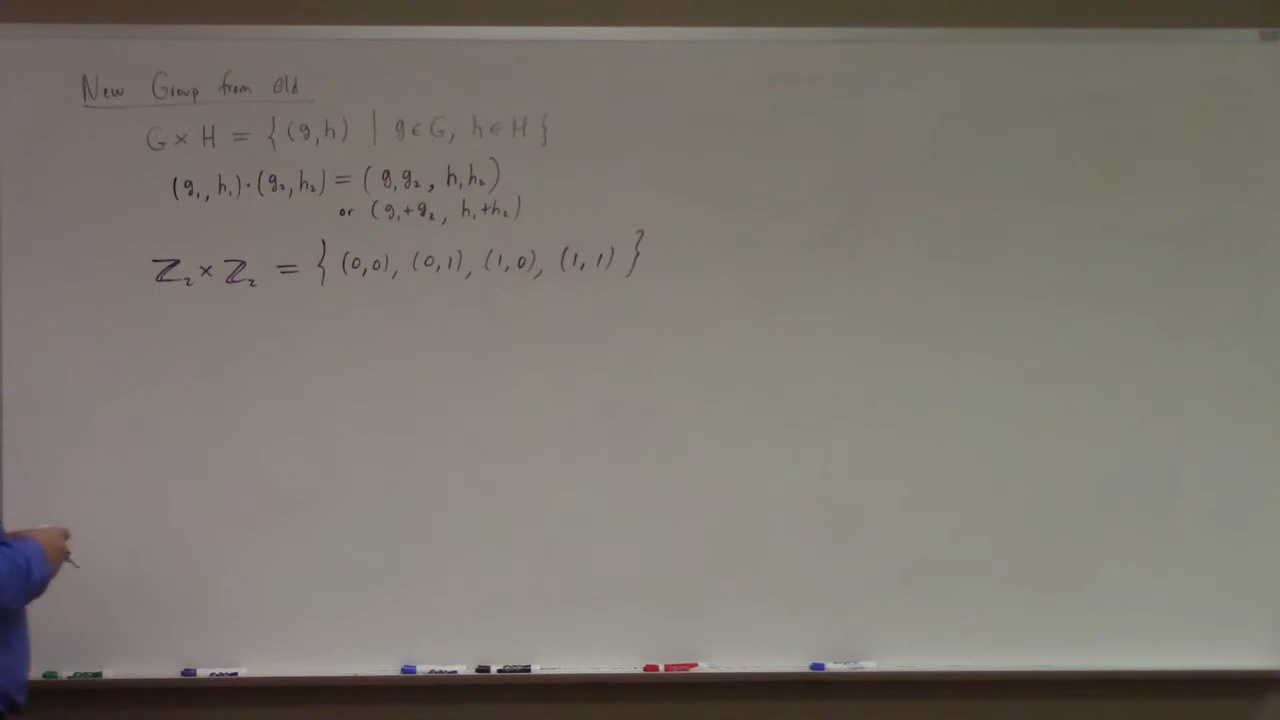 New Group from Old
G × H = {(g,h) | g ∈ G, h ∈ H}
(g₁, h₁)·(g₂, h₂) = (g₁g₂, h₁h₂)
or (g₁+g₂, h₁+h₂)
ℤ₂ × ℤ₂ = {(0,0), (0,1), (1,0), (1,1)}